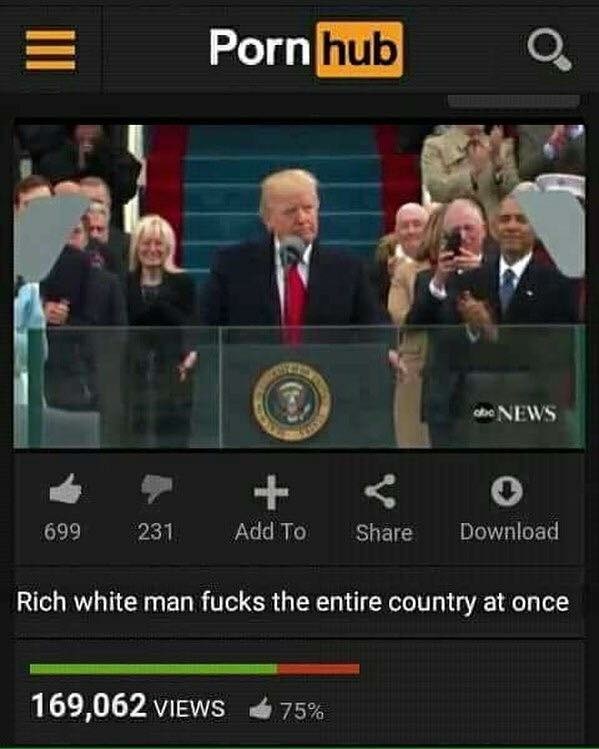 Porn hub
abc NEWS
699 231 Add To Share Download
Rich white man fucks the entire country at once
169,062 VIEWS 75%